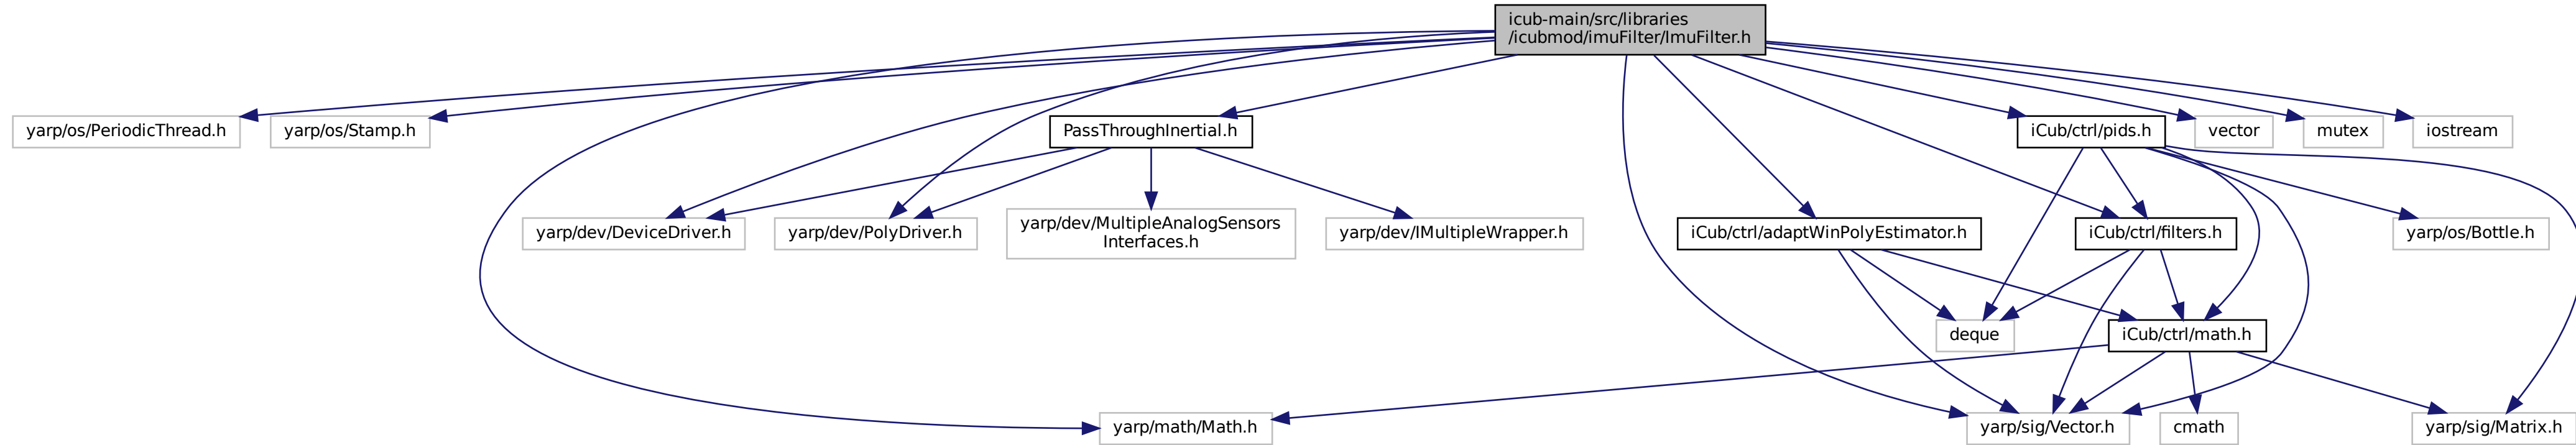 icub-main/src/libraries
/icubmod/imuFilter/ImuFilter.h
yarp/os/PeriodicThread.h
yarp/os/Stamp.h
PassThroughInertial.h
iCub/ctrl/pids.h
vector
mutex
iostream
yarp/dev/DeviceDriver.h
yarp/dev/PolyDriver.h
yarp/dev/MultipleAnalogSensors
Interfaces.h
yarp/dev/IMultipleWrapper.h
iCub/ctrl/adaptWinPolyEstimator.h
iCub/ctrl/filters.h
yarp/os/Bottle.h
deque
iCub/ctrl/math.h
yarp/math/Math.h
yarp/sig/Vector.h
cmath
yarp/sig/Matrix.h